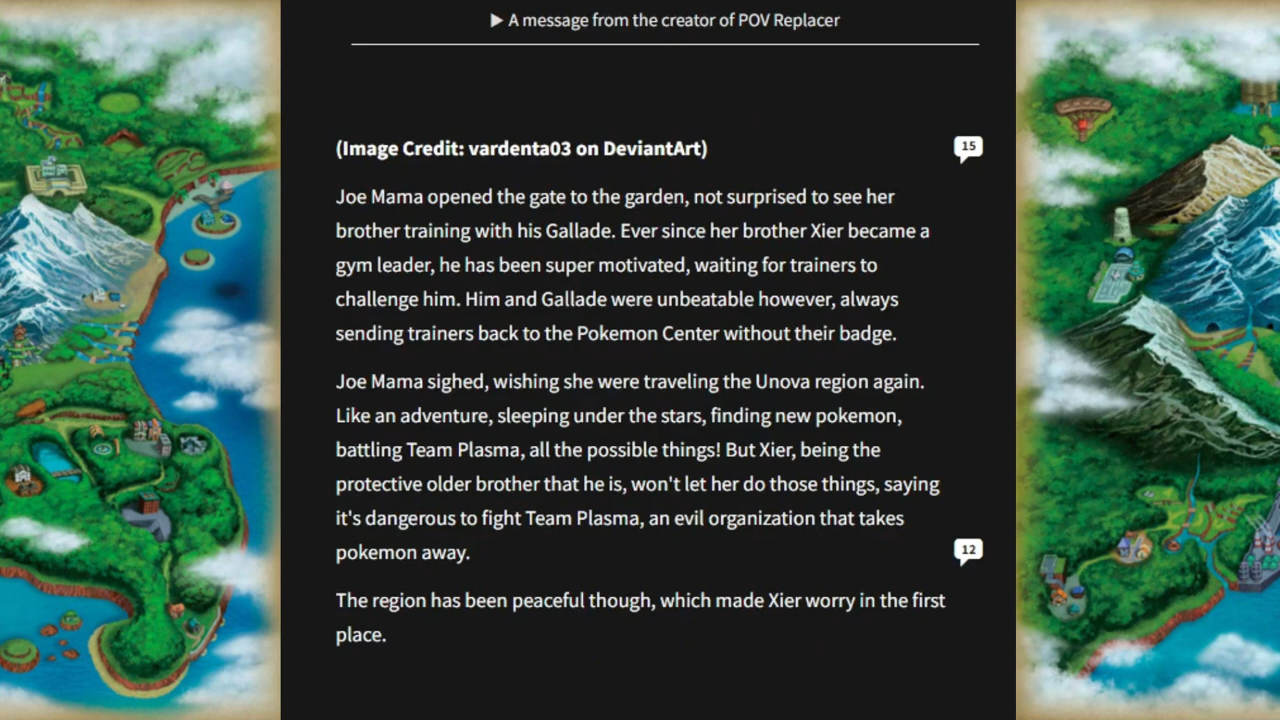 ▶ A message from the creator of POV Replacer
(Image Credit: vardenta03 on DeviantArt)
15
Joe Mama opened the gate to the garden, not surprised to see her
brother training with his Gallade. Ever since her brother Xier became a
gym leader, he has been super motivated, waiting for trainers to
challenge him. Him and Gallade were unbeatable however, always
sending trainers back to the Pokemon Center without their badge.
Joe Mama sighed, wishing she were traveling the Unova region again.
Like an adventure, sleeping under the stars, finding new pokemon,
battling Team Plasma, all the possible things! But Xier, being the
protective older brother that he is, won't let her do those things, saying
it's dangerous to fight Team Plasma, an evil organization that takes
pokemon away.
12
The region has been peaceful though, which made Xier worry in the first
place.